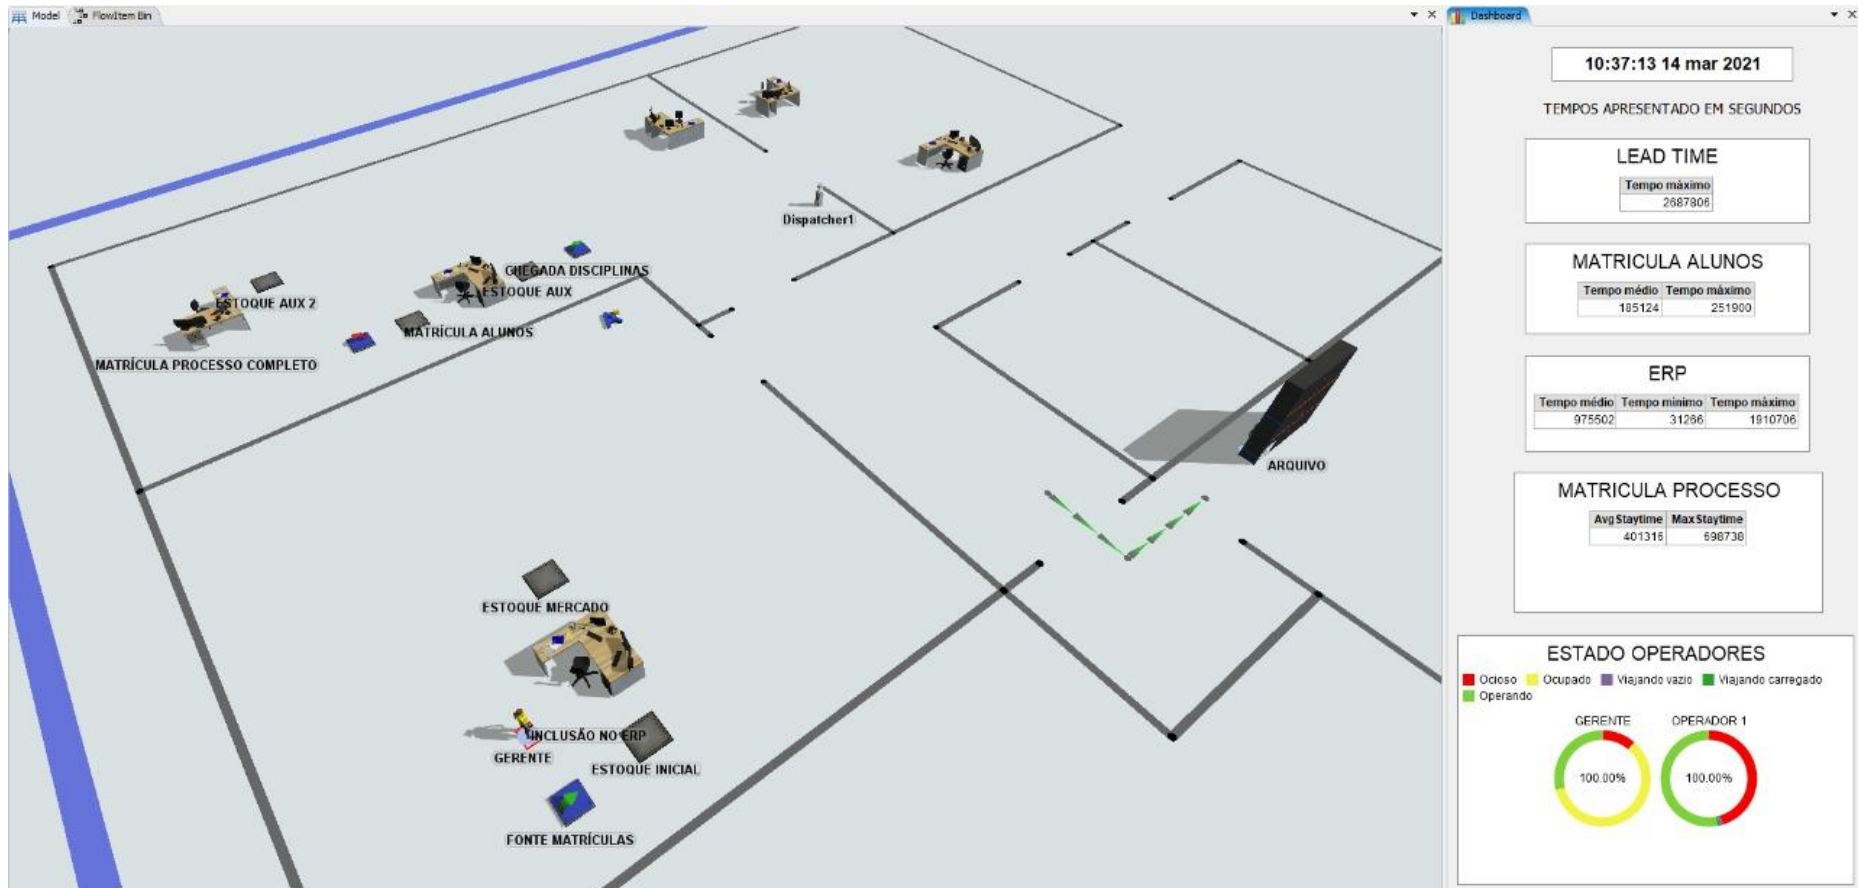 Model
FlowItem Bin
Dashboard
10:37:13 14 mar 2021
TEMPOS APRESENTADO EM SEGUNDOS
LEAD TIME
Tempo máximo
2687806
MATRICULA ALUNOS
Tempo médio Tempo máximo
185124 251900
ERP
Tempo médio Tempo mínimo Tempo máximo
975502 31266 1910706
MATRICULA PROCESSO
AvgStaytime MaxStaytime
401316 698738
ESTADO OPERADORES
Ocioso Ocupado Viajando vazio Viajando carregado
Operando
GERENTE OPERADOR 1
100.00% 100.00%
Dispatcher1
CHEGADA DISCIPLINAS
ESTOQUE AUX
ESTOQUE AUX 2
MATRÍCULA ALUNOS
MATRÍCULA PROCESSO COMPLETO
ARQUIVO
ESTOQUE MERCADO
INCLUSÃO NO ERP
GERENTE
ESTOQUE INICIAL
FONTE MATRÍCULAS